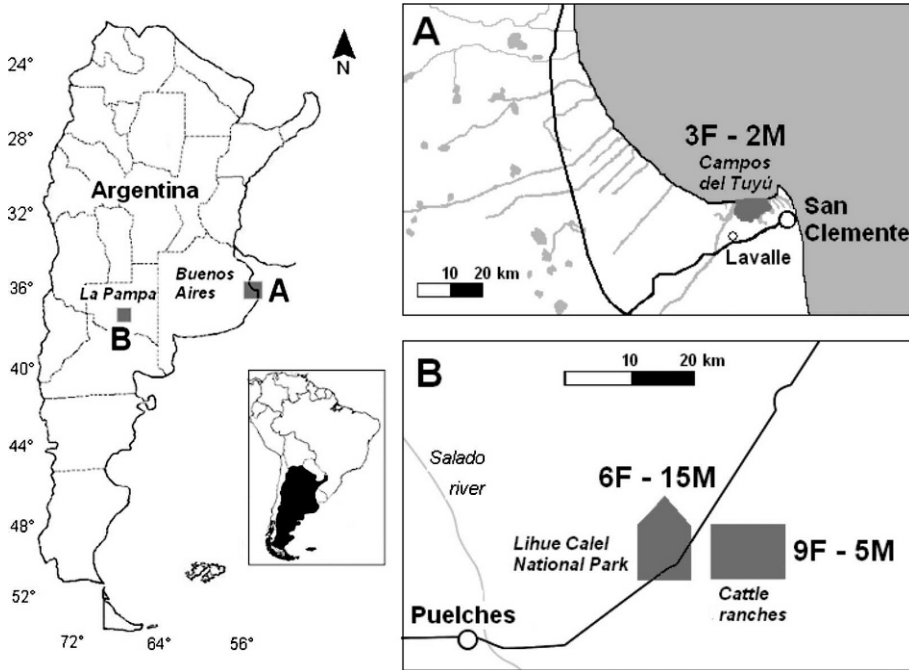 24°
28°
32°
36°
40°
44°
48°
52°
72°
64°
56°
N
Argentina
La Pampa
Buenos
Aires
A
B
A
3F - 2M
Campos
del Tuyú
San
Clemente
Lavalle
10 20 km
B
10 20 km
Salado
river
6F - 15M
Lihue Calel
National Park
9F - 5M
Cattle
ranches
Puelches